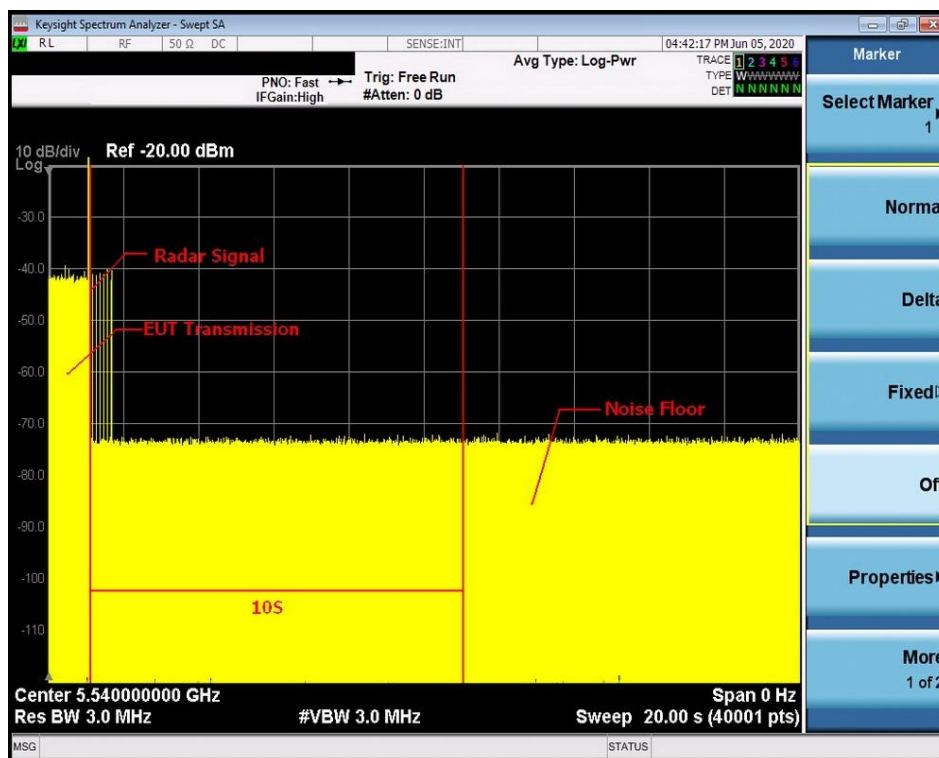 Keysight Spectrum Analyzer - Swept SA
LXI RL RF 50 Ω DC SENSE:INT 04:42:17 PM Jun 05, 2020
Marker
Avg Type: Log-Pwr TRACE 1 2 3 4 5 6
PNO: Fast Trig: Free Run TYPE WWWWWW
IFGain:High #Atten: 0 dB DET N N N N N N
Select Marker
1
10 dB/div Ref -20.00 dBm
Log
Norma
-30.0
Radar Signal
-40.0
Delta
-50.0
EUT Transmission
-60.0
Fixed
Noise Floor
-70.0
-80.0
Of
-90.0
-100
Properties
10S
-110
More
1 of 2
Center 5.540000000 GHz Span 0 Hz
Res BW 3.0 MHz #VBW 3.0 MHz Sweep 20.00 s (40001 pts)
MSG STATUS